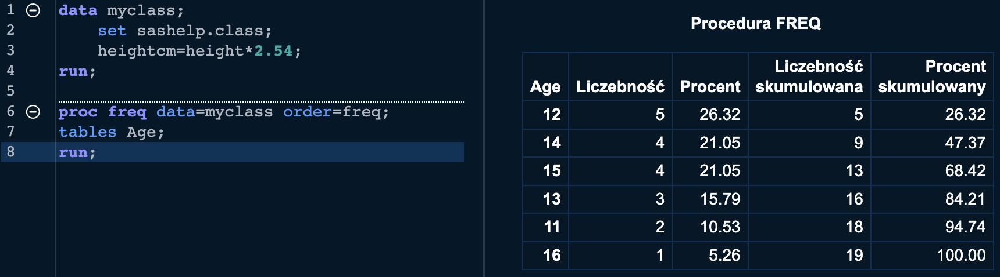 1 data myclass;
2 set sashelp.class;
3 heightcm=height*2.54;
4 run;
5
6 proc freq data=myclass order=freq;
7 tables Age;
8 run;
Procedura FREQ
Age Liczebność Procent Liczebność skumulowana Procent skumulowany
12 5 26.32 5 26.32
14 4 21.05 9 47.37
15 4 21.05 13 68.42
13 3 15.79 16 84.21
11 2 10.53 18 94.74
16 1 5.26 19 100.00